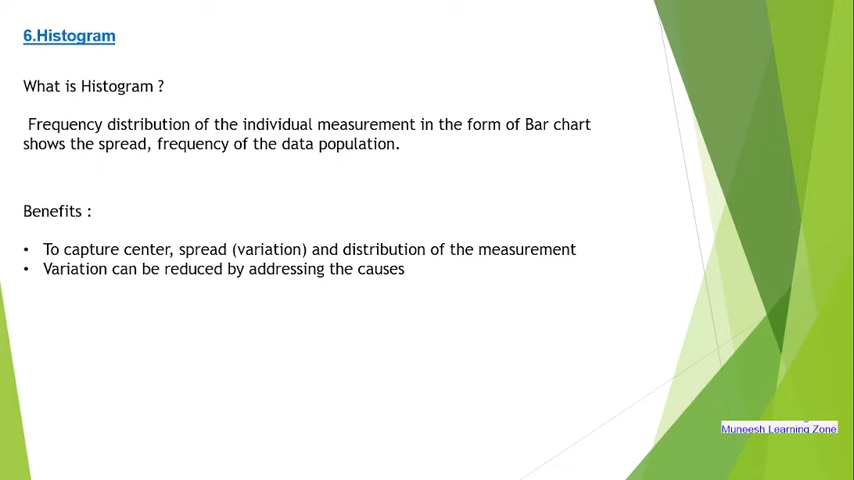 6.Histogram
What is Histogram ?
Frequency distribution of the individual measurement in the form of Bar chart
shows the spread, frequency of the data population.
Benefits :
• To capture center, spread (variation) and distribution of the measurement
• Variation can be reduced by addressing the causes
Muneesh Learning Zone